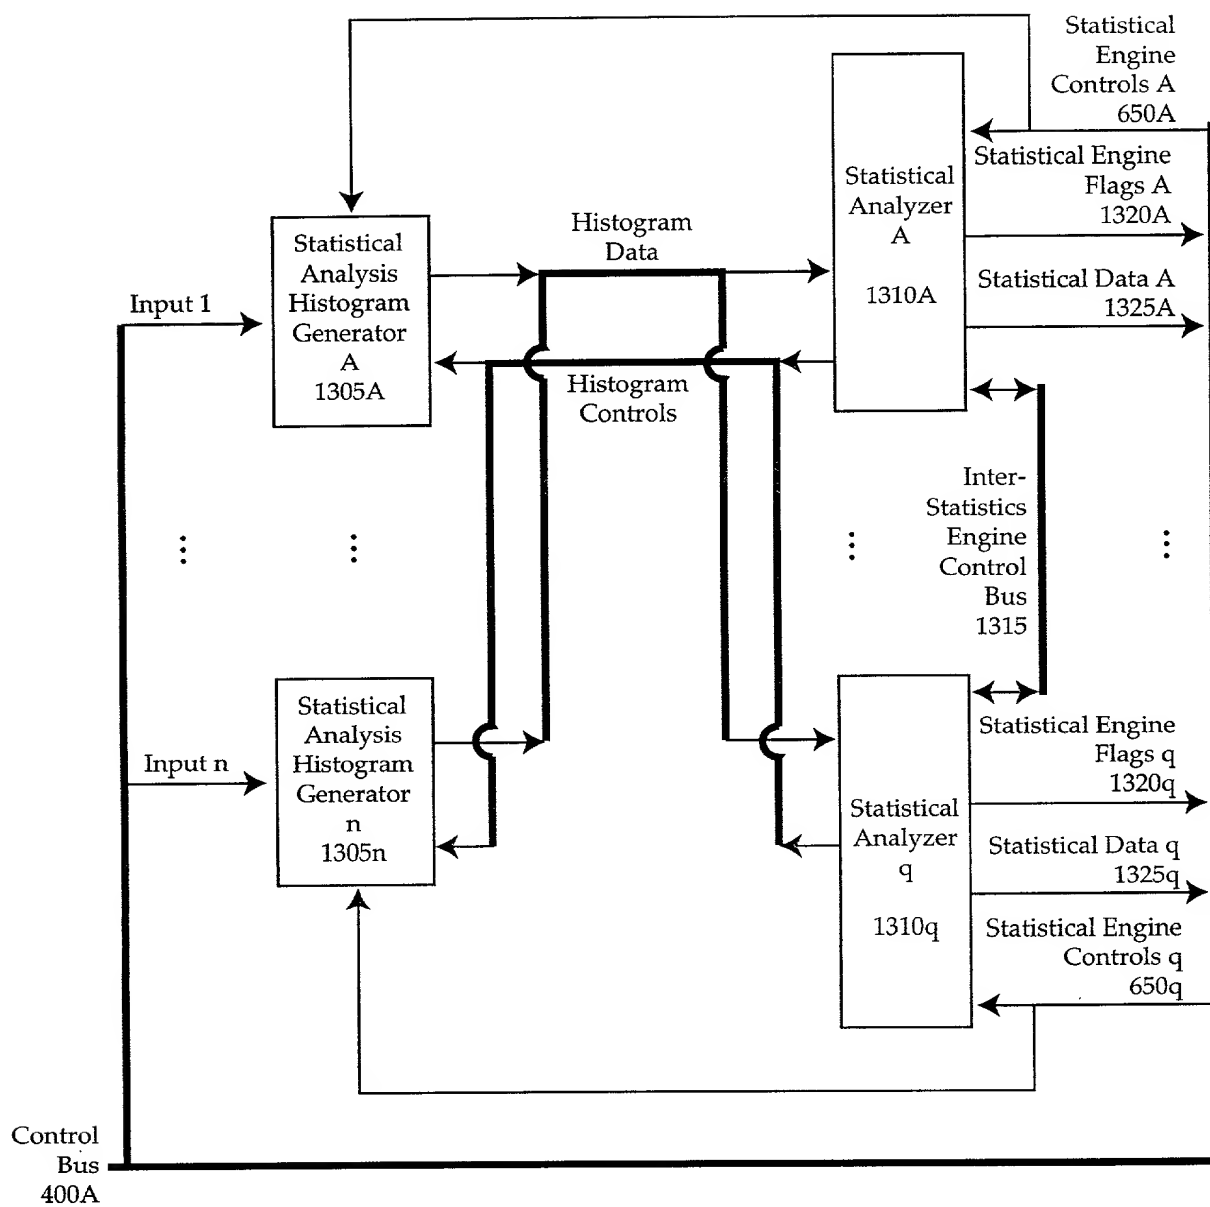 Statistical
Engine
Controls A
650A
Statistical Engine
Flags A
1320A
Statistical Data A
1325A
Statistical
Analyzer
A
1310A
Histogram
Data
Statistical
Analysis
Histogram
Generator
A
1305A
Input 1
Histogram
Controls
Inter-
Statistics
Engine
Control
Bus
1315
Statistical
Analysis
Histogram
Generator
n
1305n
Input n
Statistical
Analyzer
q
1310q
Statistical Engine
Flags q
1320q
Statistical Data q
1325q
Statistical Engine
Controls q
650q
Control
Bus
400A